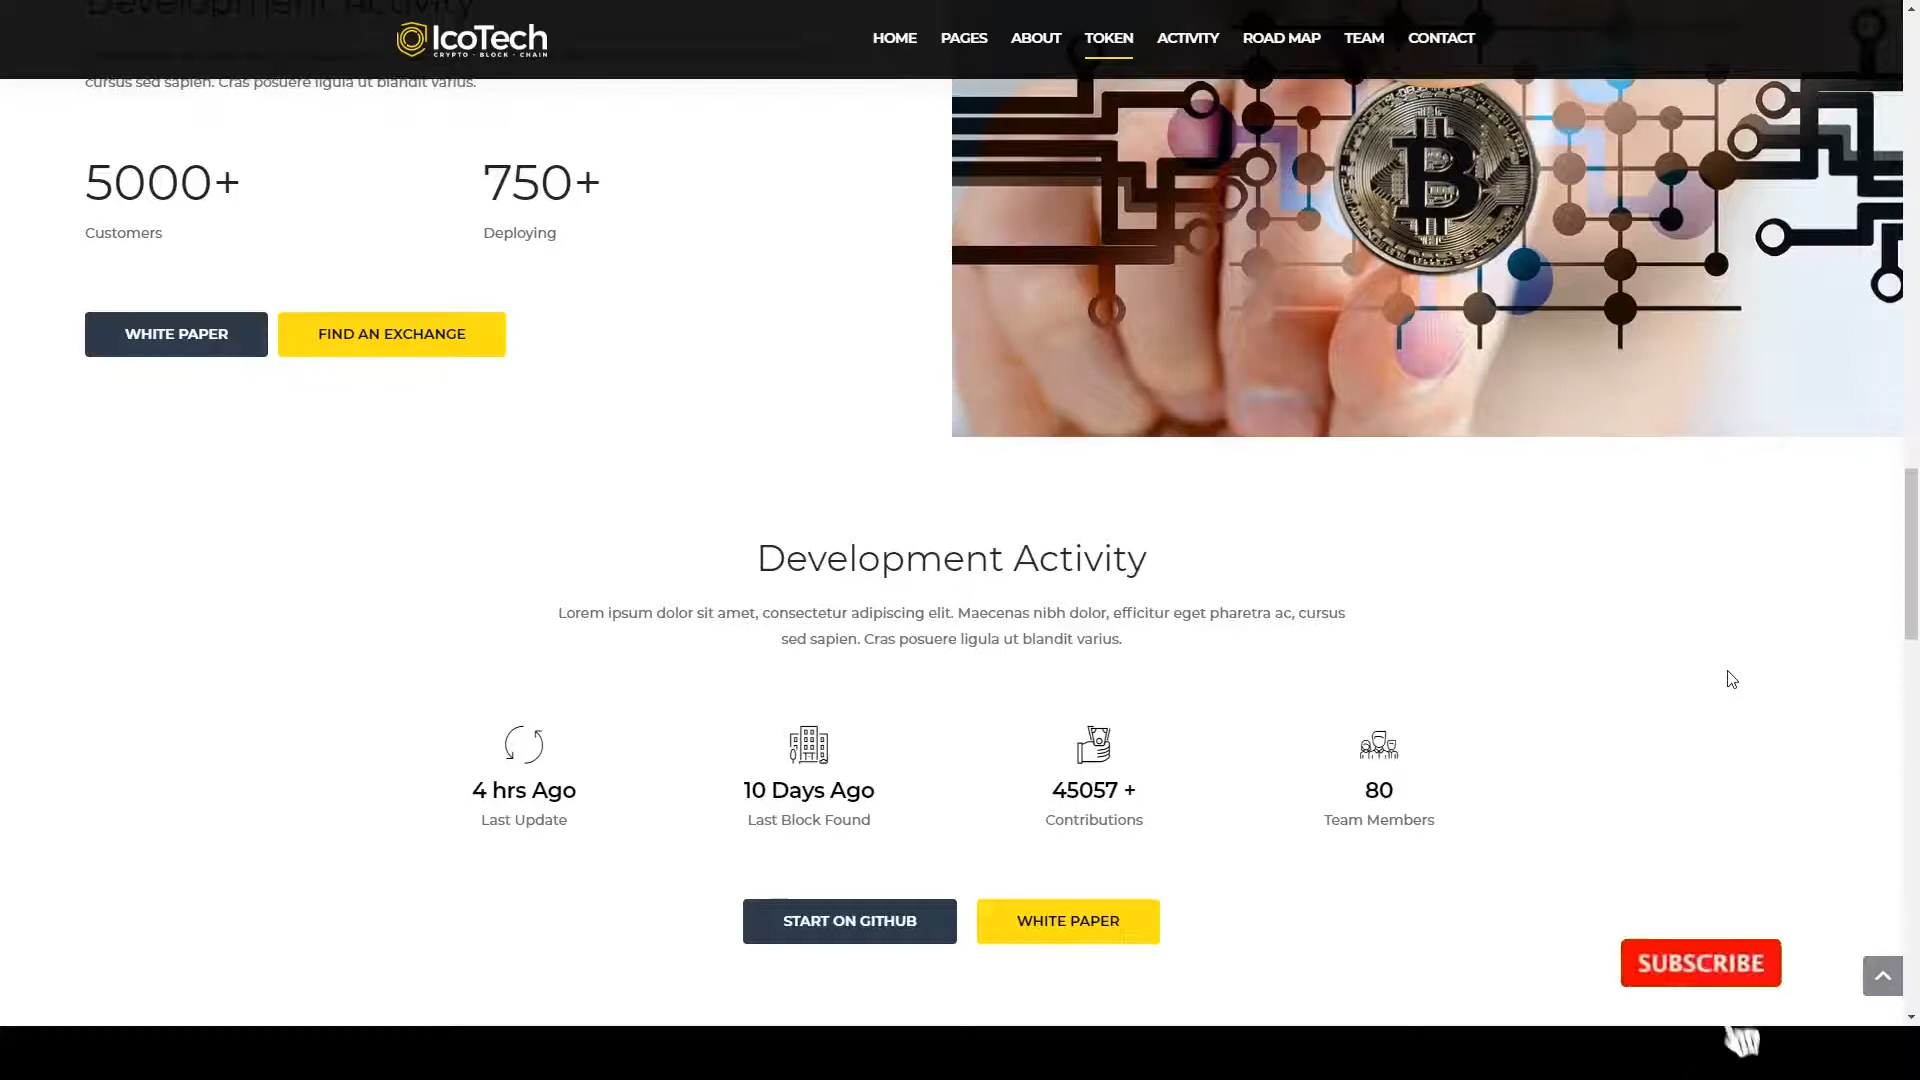 Development Activity
IcoTech
CRYPTO · BLOCK · CHAIN
HOME PAGES ABOUT TOKEN ACTIVITY ROAD MAP TEAM CONTACT
cursus sed sapien. Cras posuere ligula ut blandit varius.
5000+ 750+
Customers Deploying
WHITE PAPER FIND AN EXCHANGE
Development Activity
Lorem ipsum dolor sit amet, consectetur adipiscing elit. Maecenas nibh dolor, efficitur eget pharetra ac, cursus
sed sapien. Cras posuere ligula ut blandit varius.
4 hrs Ago 10 Days Ago 45057 + 80
Last Update Last Block Found Contributions Team Members
START ON GITHUB WHITE PAPER
SUBSCRIBE